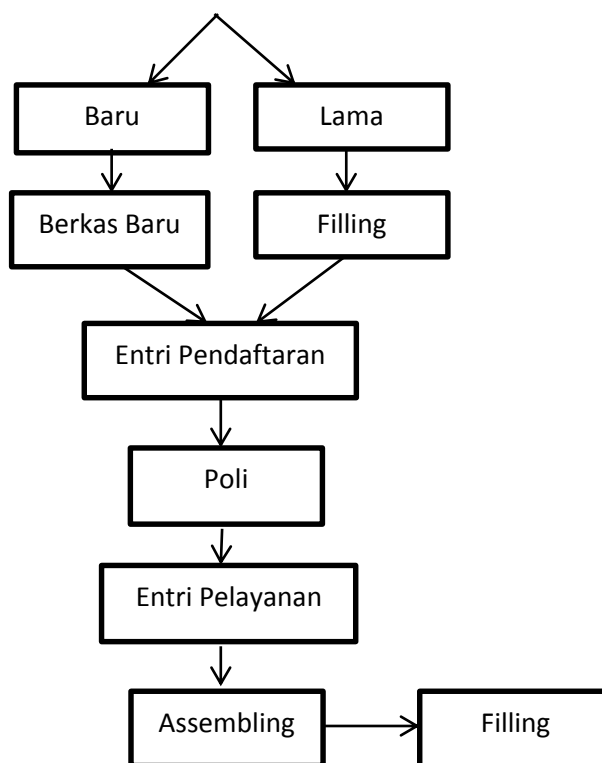 Baru
Lama
Berkas Baru
Filling
Entri Pendaftaran
Poli
Entri Pelayanan
Assembling
Filling